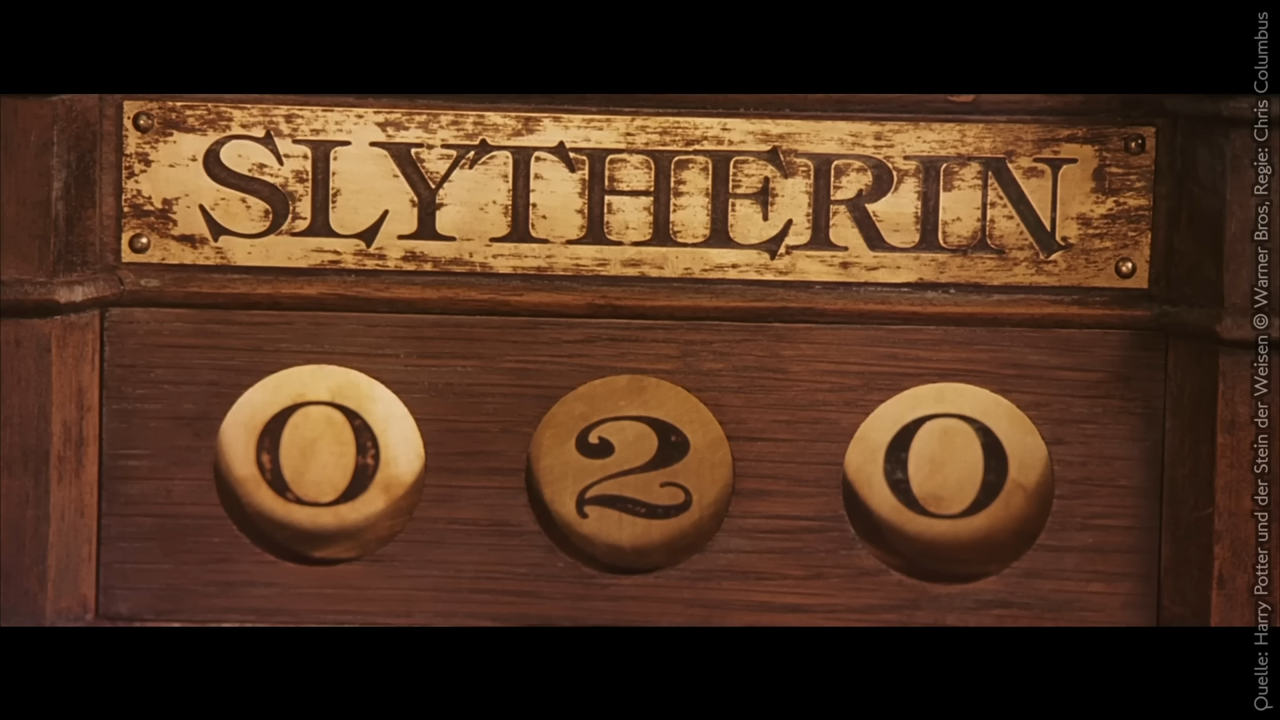 SLYTHERIN
0 2 0
Quelle: Harry Potter und der Stein der Weisen © Warner Bros, Regie: Chris Columbus